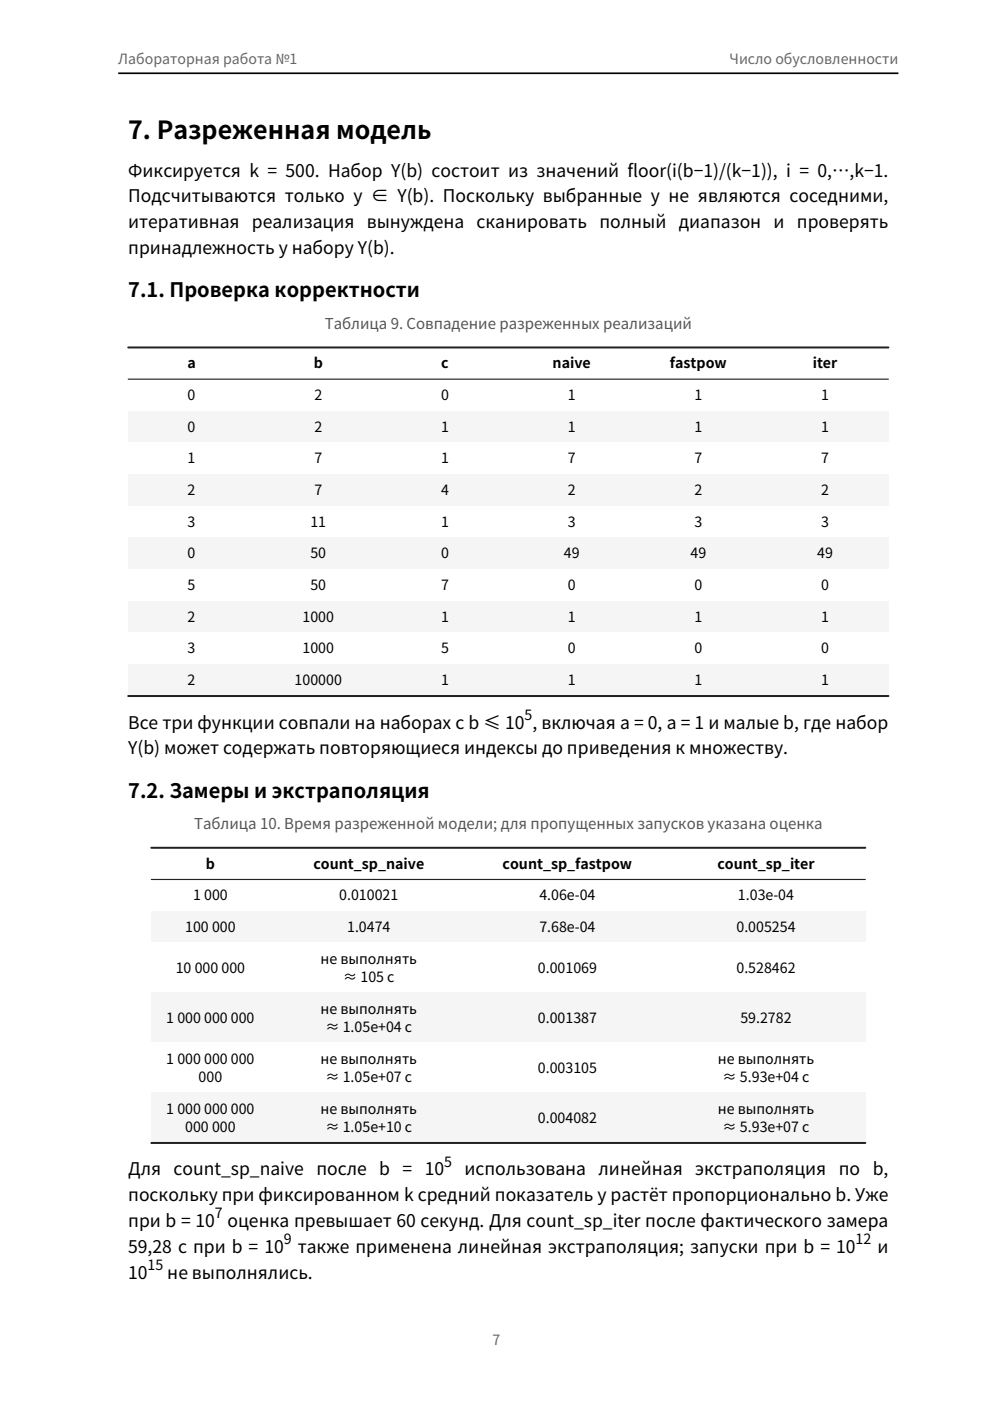 Лабораторная работа №1 Число обусловленности
7. Разреженная модель
Фиксируется k = 500. Набор Y(b) состоит из значений floor(i(b−1)/(k−1)), i = 0,⋯,k−1.
Подсчитываются только y ∈ Y(b). Поскольку выбранные y не являются соседними,
итеративная реализация вынуждена сканировать полный диапазон и проверять
принадлежность y набору Y(b).
7.1. Проверка корректности
Таблица 9. Совпадение разреженных реализаций
a b c naive fastpow iter
0 2 0 1 1 1
0 2 1 1 1 1
1 7 1 7 7 7
2 7 4 2 2 2
3 11 1 3 3 3
0 50 0 49 49 49
5 50 7 0 0 0
2 1000 1 1 1 1
3 1000 5 0 0 0
2 100000 1 1 1 1
Все три функции совпали на наборах с b ⩽ 10⁵, включая a = 0, a = 1 и малые b, где набор
Y(b) может содержать повторяющиеся индексы до приведения к множеству.
7.2. Замеры и экстраполяция
Таблица 10. Время разреженной модели; для пропущенных запусков указана оценка
b count_sp_naive count_sp_fastpow count_sp_iter
1 000 0.010021 4.06e-04 1.03e-04
100 000 1.0474 7.68e-04 0.005254
10 000 000 не выполнять
≈ 105 с 0.001069 0.528462
1 000 000 000 не выполнять
≈ 1.05e+04 с 0.001387 59.2782
1 000 000 000
000 не выполнять
≈ 1.05e+07 с 0.003105 не выполнять
≈ 5.93e+04 с
1 000 000 000
000 000 не выполнять
≈ 1.05e+10 с 0.004082 не выполнять
≈ 5.93e+07 с
Для count_sp_naive после b = 10⁵ использована линейная экстраполяция по b,
поскольку при фиксированном k средний показатель y растёт пропорционально b. Уже
при b = 10⁷ оценка превышает 60 секунд. Для count_sp_iter после фактического замера
59,28 с при b = 10⁹ также применена линейная экстраполяция; запуски при b = 10¹² и
10¹⁵ не выполнялись.
7